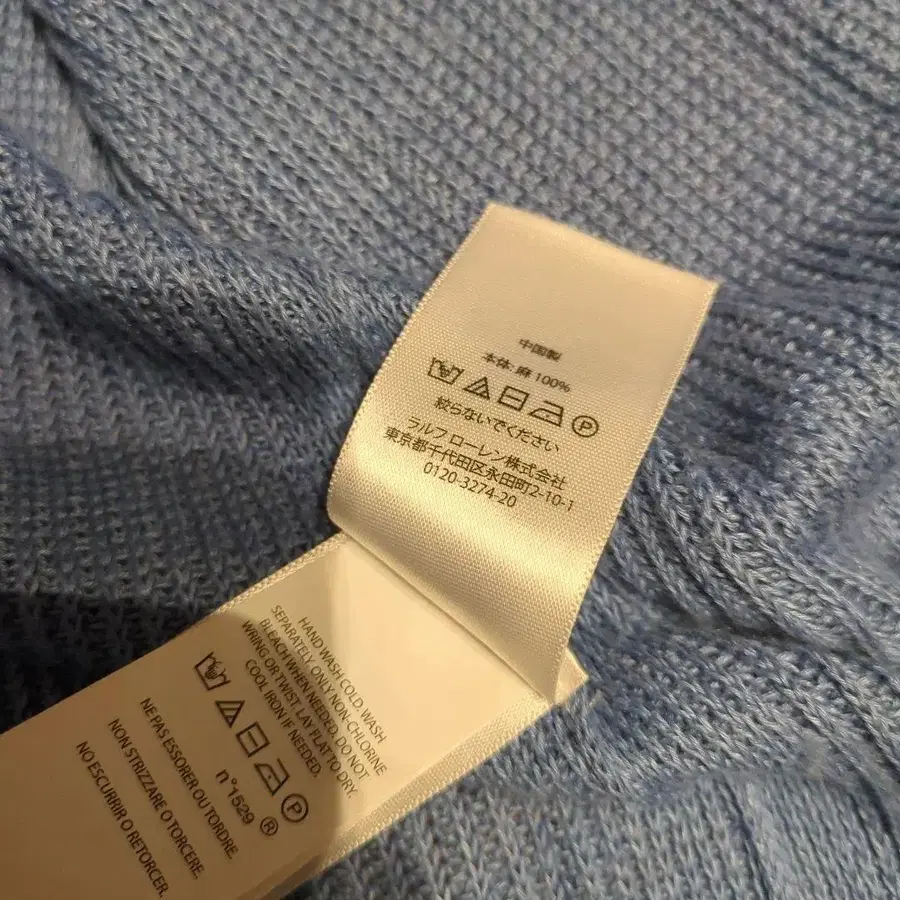 中国製
本体: 麻 100%
P
絞らないでください
ラルフ ローレン株式会社
東京都千代田区永田町2-10-1
0120-3274-20
HAND WASH COLD. WASH
SEPARATELY ONLY NON-CHLORINE
BLEACH WHEN NEEDED. DO NOT
WRING OR TWIST. LAY FLAT TO DRY.
COOL IRON IF NEEDED.
P
n°1529 ®
NE PAS ESSORER OU TORDRE.
NON STRIZZARE O TORCERE.
NO ESCURRIR O RETORCER.